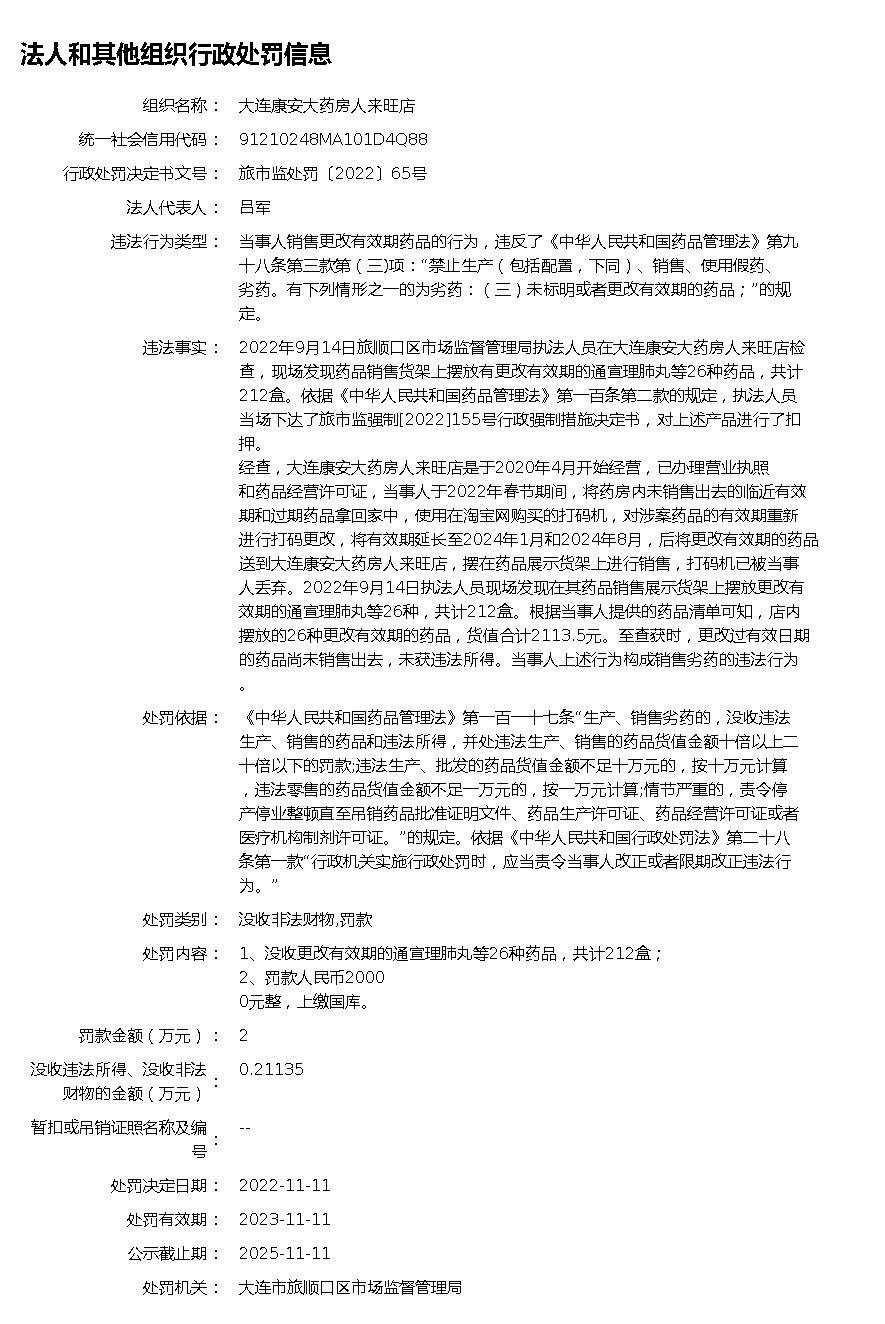 法人和其他组织行政处罚信息
组织名称： 大连康安大药房人来旺店
统一社会信用代码： 91210248MA101D4Q88
行政处罚决定书文号： 旅市监处罚〔2022〕65号
法人代表人： 吕军
违法行为类型： 当事人销售更改有效期药品的行为，违反了《中华人民共和国药品管理法》第九
十八条第三款第（三)项：“禁止生产（包括配置，下同）、销售、使用假药、
劣药。有下列情形之一的为劣药：（三）未标明或者更改有效期的药品；”的规
定。
违法事实： 2022年9月14日旅顺口区市场监督管理局执法人员在大连康安大药房人来旺店检
查，现场发现药品销售货架上摆放有更改有效期的通宣理肺丸等26种药品，共计
212盒。依据《中华人民共和国药品管理法》第一百条第二款的规定，执法人员
当场下达了旅市监强制[2022]155号行政强制措施决定书，对上述产品进行了扣
押。
经查，大连康安大药房人来旺店是于2020年4月开始经营，已办理营业执照
和药品经营许可证，当事人于2022年春节期间，将药房内未销售出去的临近有效
期和过期药品拿回家中，使用在淘宝网购买的打码机，对涉案药品的有效期重新
进行打码更改，将有效期延长至2024年1月和2024年8月，后将更改有效期的药品
送到大连康安大药房人来旺店，摆在药品展示货架上进行销售，打码机已被当事
人丢弃。2022年9月14日执法人员现场发现在其药品销售展示货架上摆放更改有
效期的通宣理肺丸等26种，共计212盒。根据当事人提供的药品清单可知，店内
摆放的26种更改有效期的药品，货值合计2113.5元。至查获时，更改过有效日期
的药品尚未销售出去，未获违法所得。当事人上述行为构成销售劣药的违法行为
。
处罚依据： 《中华人民共和国药品管理法》第一百一十七条“生产、销售劣药的，没收违法
生产、销售的药品和违法所得，并处违法生产、销售的药品货值金额十倍以上二
十倍以下的罚款;违法生产、批发的药品货值金额不足十万元的，按十万元计算
，违法零售的药品货值金额不足一万元的，按一万元计算;情节严重的，责令停
产停业整顿直至吊销药品批准证明文件、药品生产许可证、药品经营许可证或者
医疗机构制剂许可证。”的规定。依据《中华人民共和国行政处罚法》第二十八
条第一款“行政机关实施行政处罚时，应当责令当事人改正或者限期改正违法行
为。”
处罚类别： 没收非法财物,罚款
处罚内容： 1、没收更改有效期的通宣理肺丸等26种药品，共计212盒；
2、罚款人民币2000
0元整，上缴国库。
罚款金额（万元）： 2
没收违法所得、没收非法
财物的金额（万元）： 0.21135
暂扣或吊销证照名称及编
号： --
处罚决定日期： 2022-11-11
处罚有效期： 2023-11-11
公示截止期： 2025-11-11
处罚机关： 大连市旅顺口区市场监督管理局